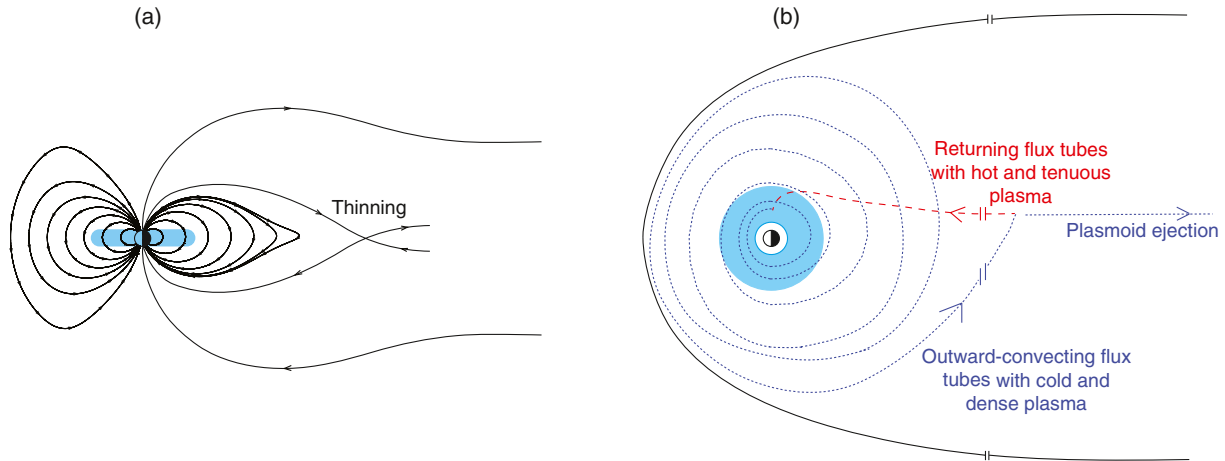 (a)
Thinning
(b)
Returning flux tubes
with hot and tenuous
plasma
Plasmoid ejection
Outward-convecting flux
tubes with cold and
dense plasma